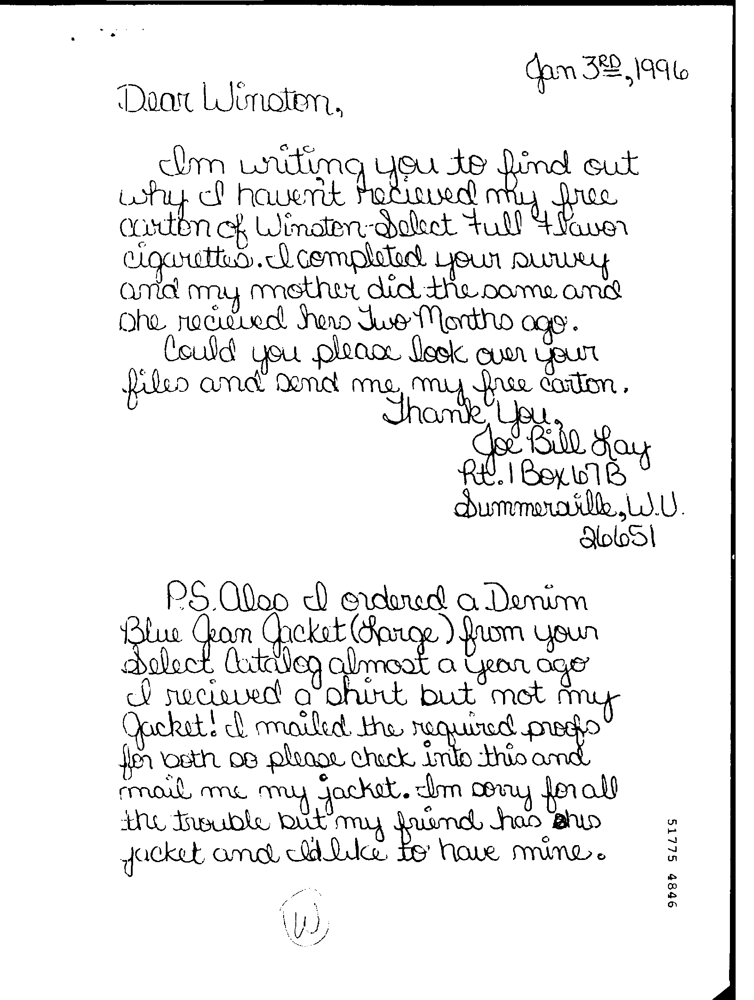 Jan 3RD, 1996
Dear Winston,
Im writing you to find out
why I haven't recieved my free
carton of Winston-Select Full Flavor
cigarettes. I completed your survey
and my mother did the same and
she recieved hers Two Months ago.
Could you please look over your
files and send me my free carton.
Thank You,
Joe Bill Lay
Rt. 1 Box 67B
Summersville, W.V.
26651
P.S. Also I ordered a Denim
Blue Jean Jacket (Large) from your
Select Catalog almost a year ago
I recieved a shirt but not my
Jacket! I mailed the required proofs
for both so please check into this and
mail me my jacket. Im sorry for all
the trouble but my friend has his
jacket and I'd like to have mine.
W
51775 4846